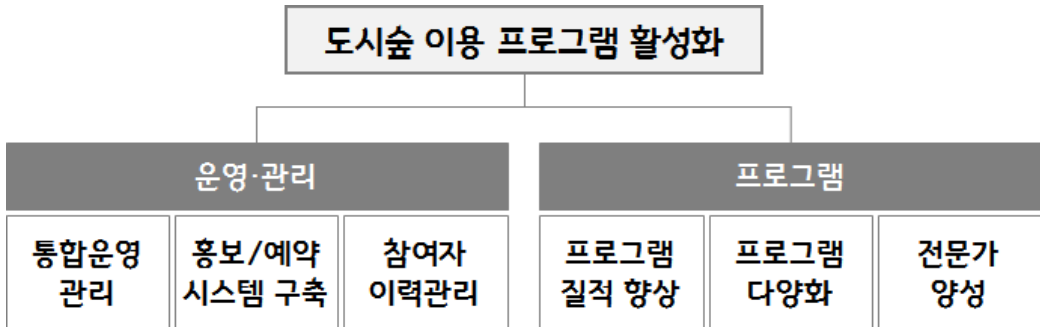 도시숲 이용 프로그램 활성화
운영·관리
프로그램
통합운영
관리
홍보/예약
시스템 구축
참여자
이력관리
프로그램
질적 향상
프로그램
다양화
전문가
양성